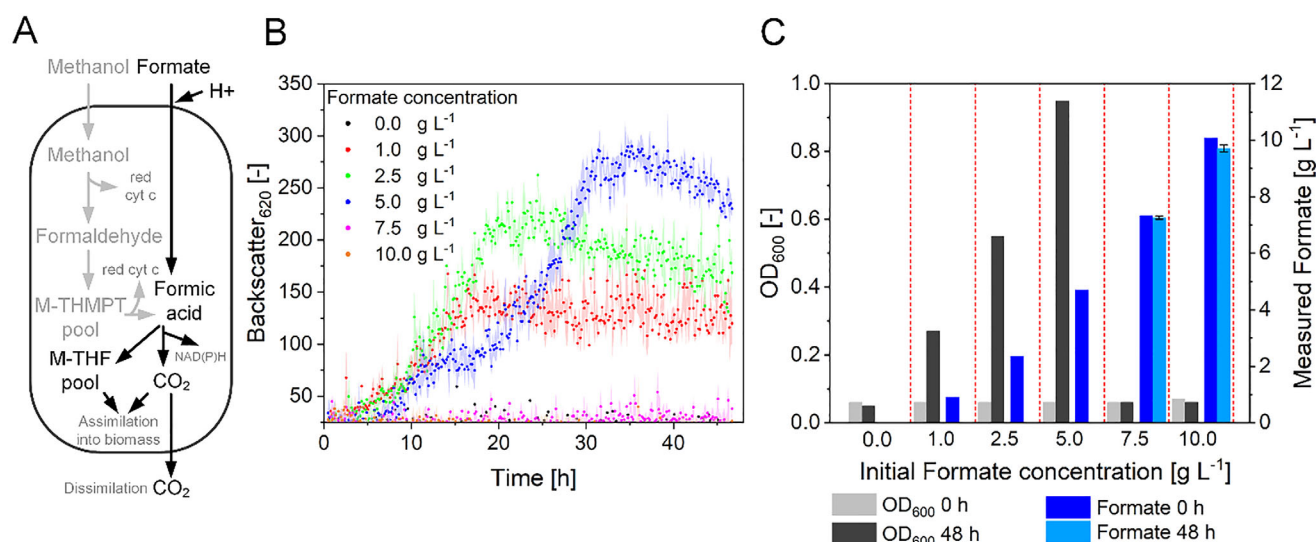 A
Methanol Formate
H+
Methanol
red
cyt c
Formaldehyde
red cyt c
Formic
acid
M-THMPT
pool
NAD(P)H
M-THF
pool
CO₂
Assimilation
into biomass
Dissimilation CO₂
B
350
300
250
200
150
100
50
Backscatter₆₂₀ [-]
Formate concentration
0.0 g L⁻¹
1.0 g L⁻¹
2.5 g L⁻¹
5.0 g L⁻¹
7.5 g L⁻¹
10.0 g L⁻¹
0 10 20 30 40
Time [h]
C
1.0
0.8
0.6
0.4
0.2
0.0
OD₆₀₀ [-]
12
10
8
6
4
2
0
Measured Formate [g L⁻¹]
0.0 1.0 2.5 5.0 7.5 10.0
Initial Formate concentration [g L⁻¹]
OD₆₀₀ 0 h
OD₆₀₀ 48 h
Formate 0 h
Formate 48 h